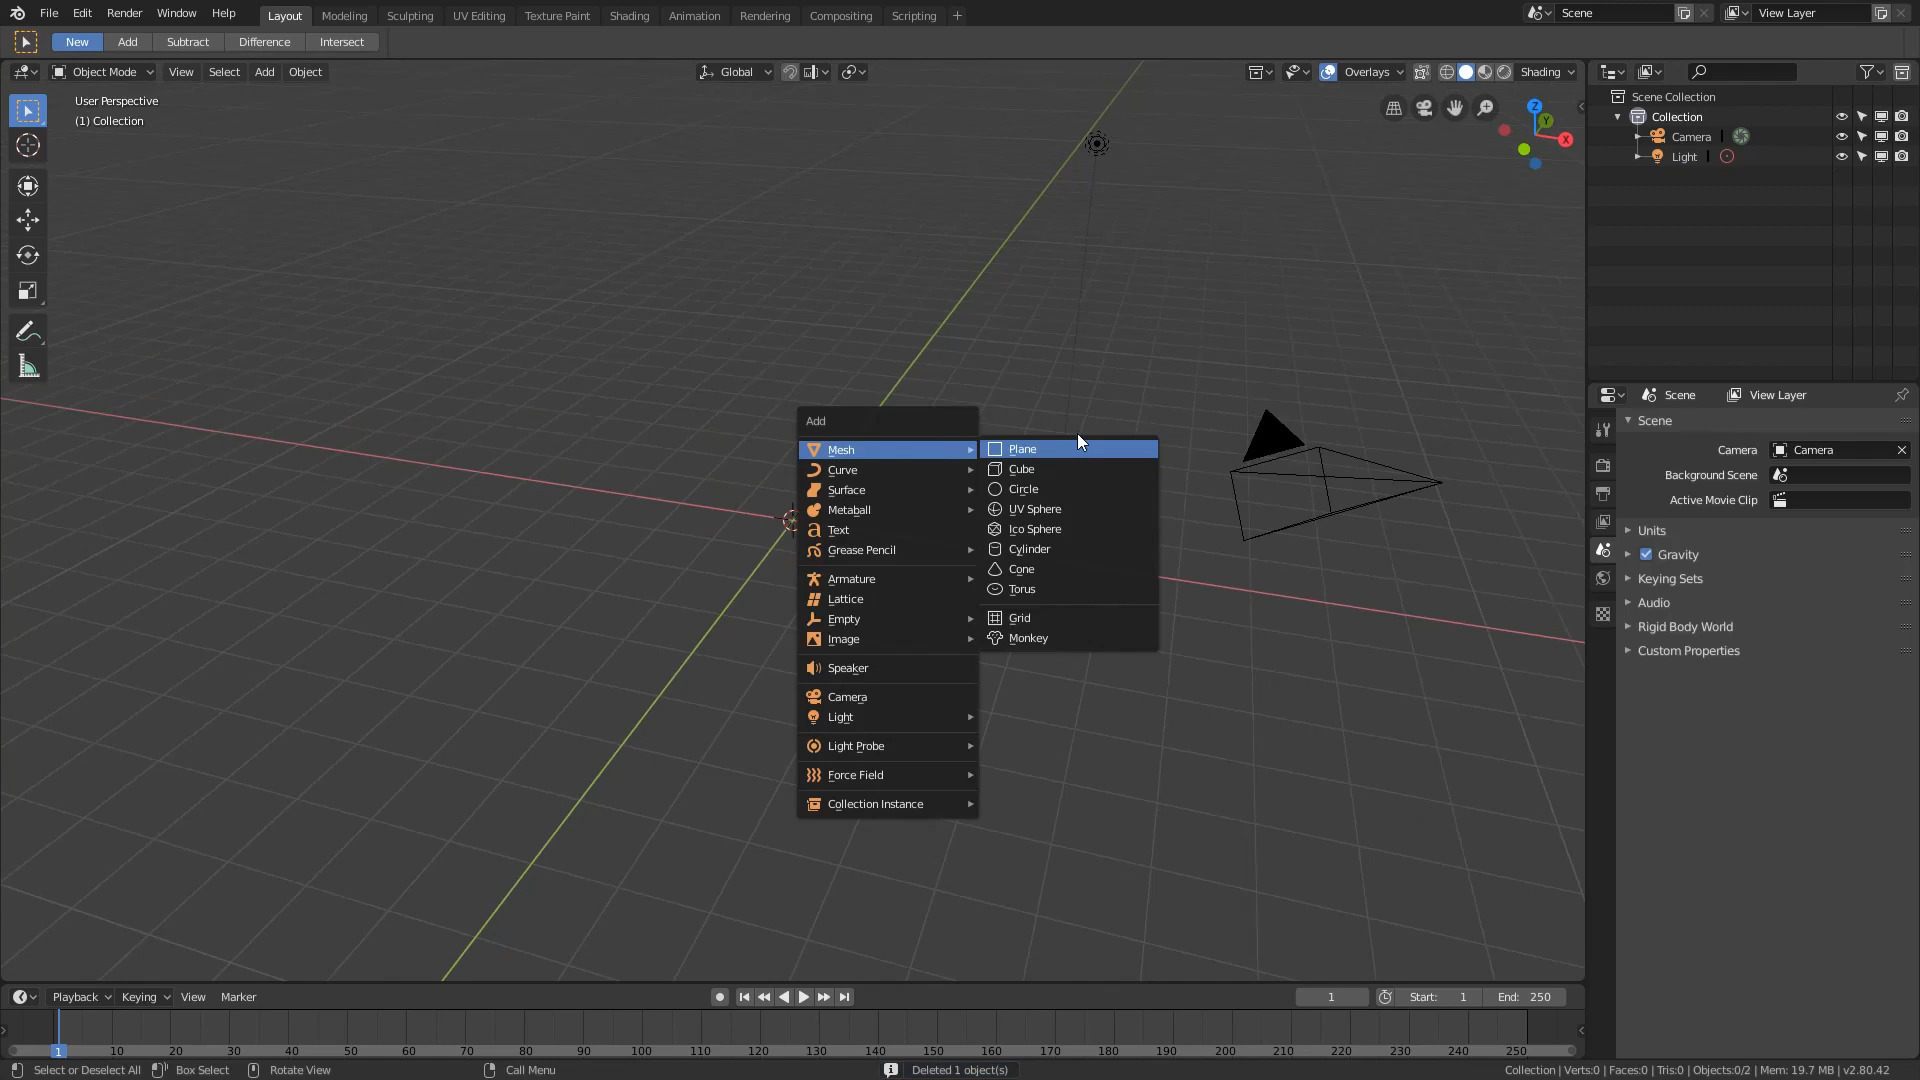 File Edit Render Window Help Layout Modeling Sculpting UV Editing Texture Paint Shading Animation Rendering Compositing Scripting + Scene View Layer
New Add Subtract Difference Intersect
Object Mode View Select Add Object Global Overlays Shading
User Perspective
(1) Collection
Z
Y
X
Scene Collection
Collection
Camera
Light
Scene View Layer
Scene
Camera Camera
Background Scene
Active Movie Clip
Units
Gravity
Keying Sets
Audio
Rigid Body World
Custom Properties
Add
Mesh
Curve
Surface
Metaball
Text
Grease Pencil
Armature
Lattice
Empty
Image
Speaker
Camera
Light
Light Probe
Force Field
Collection Instance
Plane
Cube
Circle
UV Sphere
Ico Sphere
Cylinder
Cone
Torus
Grid
Monkey
Playback Keying View Marker 1 Start: 1 End: 250
1 10 20 30 40 50 60 70 80 90 100 110 120 130 140 150 160 170 180 190 200 210 220 230 240 250
Select or Deselect All Box Select Rotate View Call Menu Deleted 1 object(s) Collection | Verts:0 | Faces:0 | Tris:0 | Objects:0/2 | Mem: 19.7 MB | v2.80.42